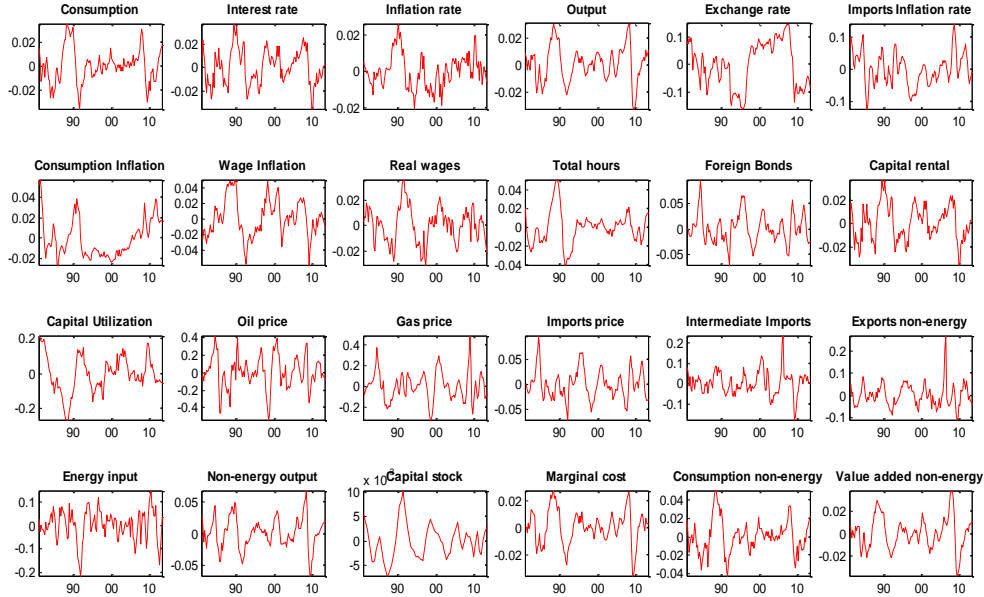 Consumption Interest rate Inflation rate Output Exchange rate Imports Inflation rate
0.02 0.02 0.02 0.02 0.1 0.1
0 0 0 0 0 0
-0.02 -0.02 -0.02 -0.02 -0.1 -0.1
90 00 10 90 00 10 90 00 10 90 00 10 90 00 10 90 00 10
Consumption Inflation Wage Inflation Real wages Total hours Foreign Bonds Capital rental
0.04 0.04 0.02 0.04 0.05 0.02
0.02 0.02 0 0.02 0 0
0 0 -0.02 0 -0.05 -0.02
-0.02 -0.02 -0.02
-0.04 -0.04
90 00 10 90 00 10 90 00 10 90 00 10 90 00 10 90 00 10
Capital Utilization Oil price Gas price Imports price Intermediate Imports Exports non-energy
0.2 0.4 0.4 0.05 0.2 0.2
0 0.2 0.2 0 0.1 0.1
-0.2 0 0 -0.05 0 0
-0.2 -0.2 -0.1 -0.1
-0.4
90 00 10 90 00 10 90 00 10 90 00 10 90 00 10 90 00 10
Energy input Non-energy output Capital stock Marginal cost Consumption non-energy Value added non-energy
x 10
0.1 0.05 10 0.02 0.04 0.02
0 0 5 0 0.02 0
-0.1 -0.05 0 -0.02 0 -0.02
-0.2 -5 -0.02
-0.04
90 00 10 90 00 10 90 00 10 90 00 10 90 00 10 90 00 10